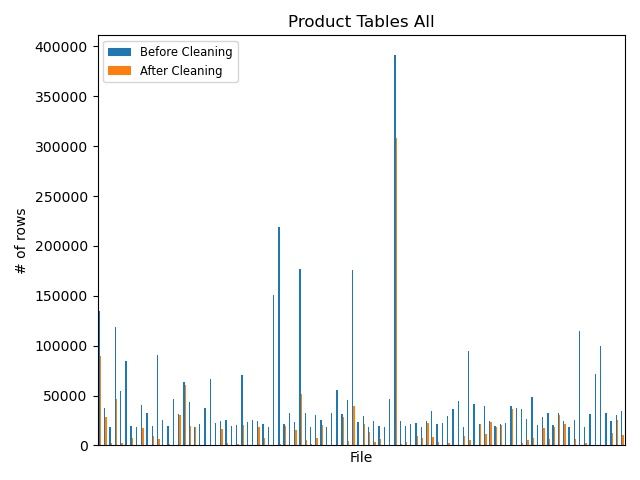 Product Tables All
Before Cleaning
After Cleaning
400000
350000
300000
250000
200000
150000
100000
50000
0
# of rows
File